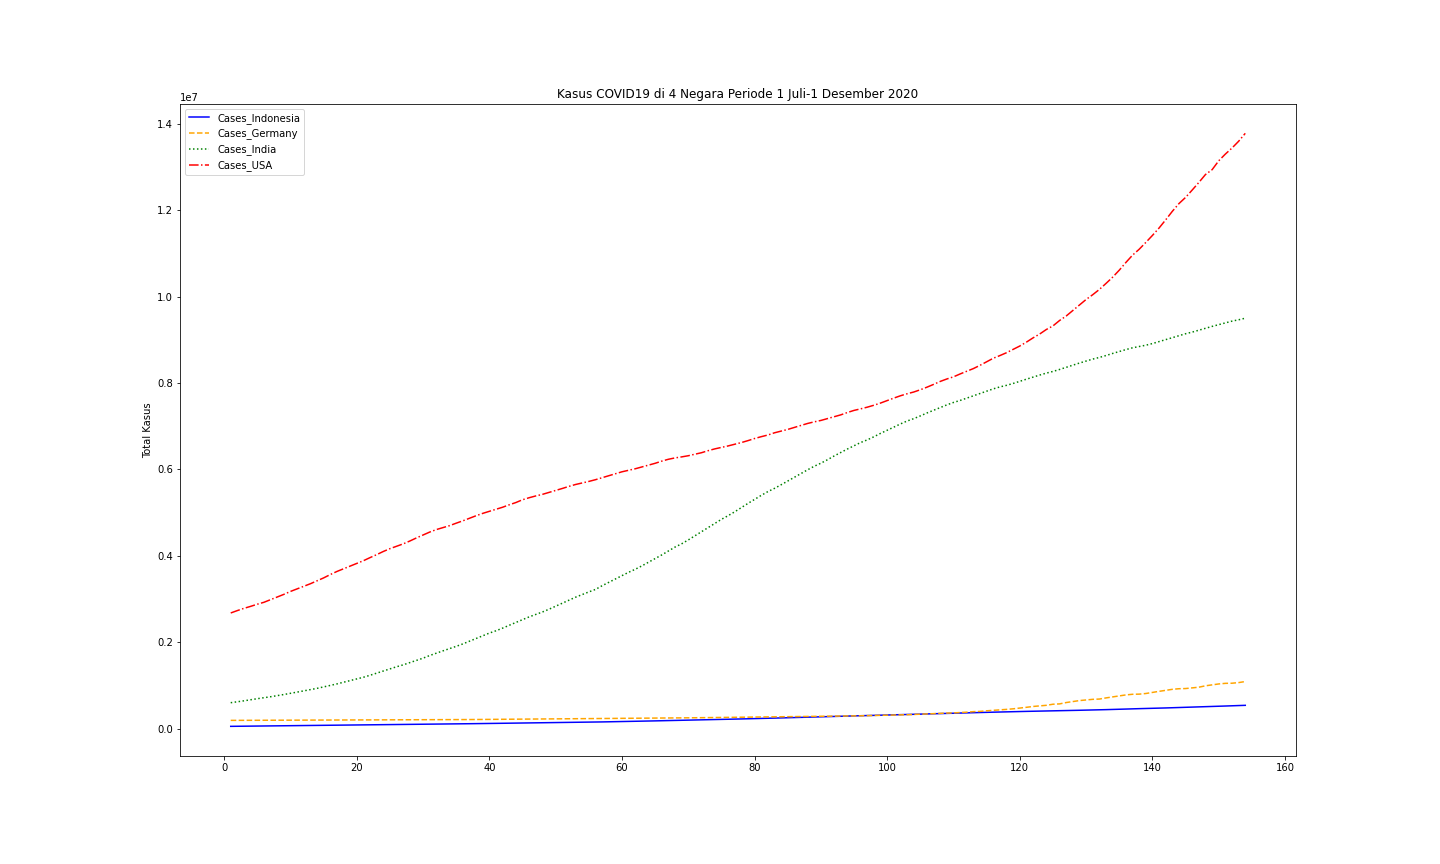 Kasus COVID19 di 4 Negara Periode 1 Juli-1 Desember 2020
1e7
Cases_Indonesia
Cases_Germany
Cases_India
Cases_USA
1.4
1.2
1.0
0.8
0.6
0.4
0.2
0.0
Total Kasus
0 20 40 60 80 100 120 140 160